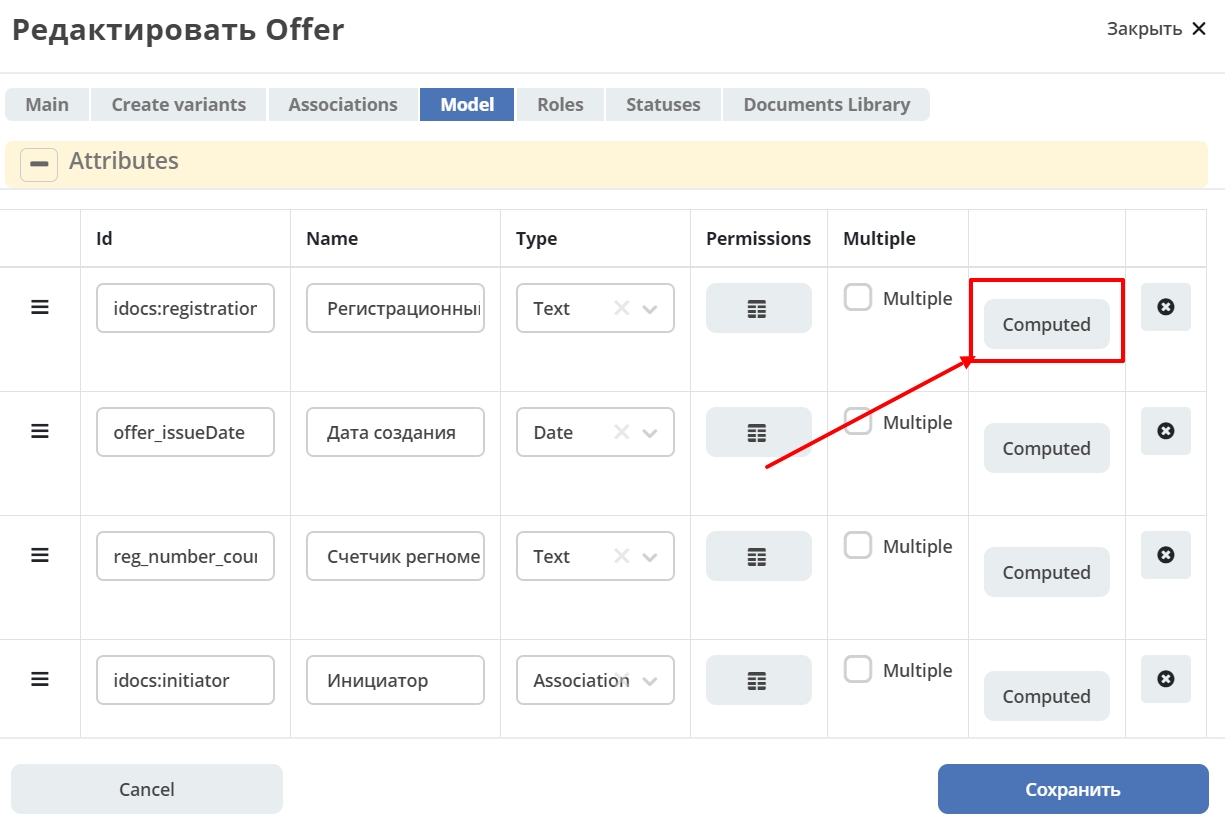 Редактировать Offer
Закрыть
Main Create variants Associations Model Roles Statuses Documents Library
Attributes
Id Name Type Permissions Multiple
idocs:registration Регистрационный Text Multiple Computed
offer_issueDate Дата создания Date Multiple Computed
reg_number_cour Счетчик регноме Text Multiple Computed
idocs:initiator Инициатор Association Multiple Computed
Cancel Сохранить